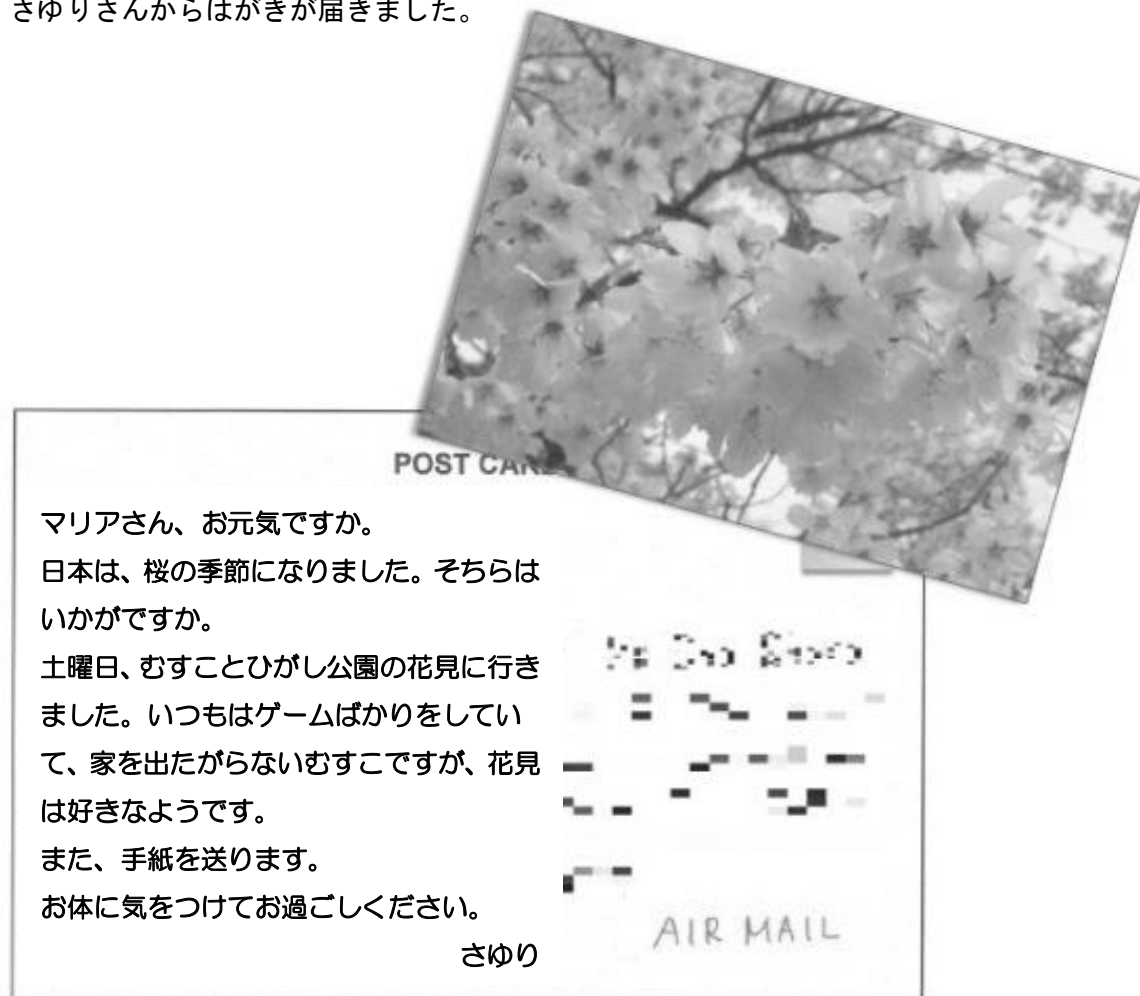 さゆりさんからはがきが届きました。
POST
マリアさん、お元気ですか。
日本は、桜の季節になりました。そちらは
いかがですか。
土曜日、むすことひがし公園の花見に行き
ました。いつもはゲームばかりをしてい
て、家を出たがらないむすこですが、花見
は好きなようです。
また、手紙を送ります。
お体に気をつけてお過ごしください。
さゆり
AIR MAIL